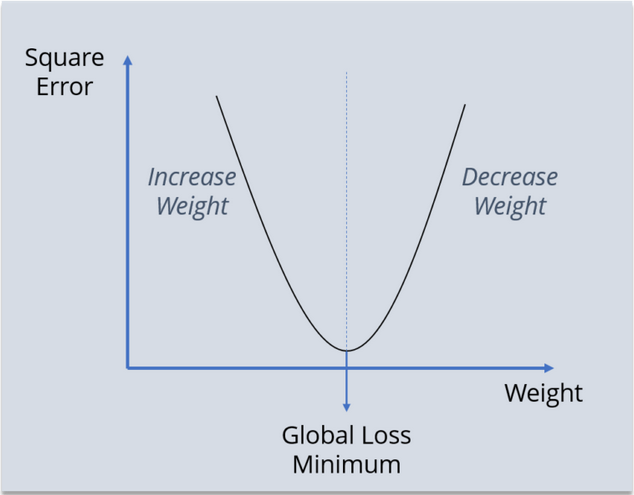 Square
Error
Increase
Weight
Decrease
Weight
Weight
Global Loss
Minimum